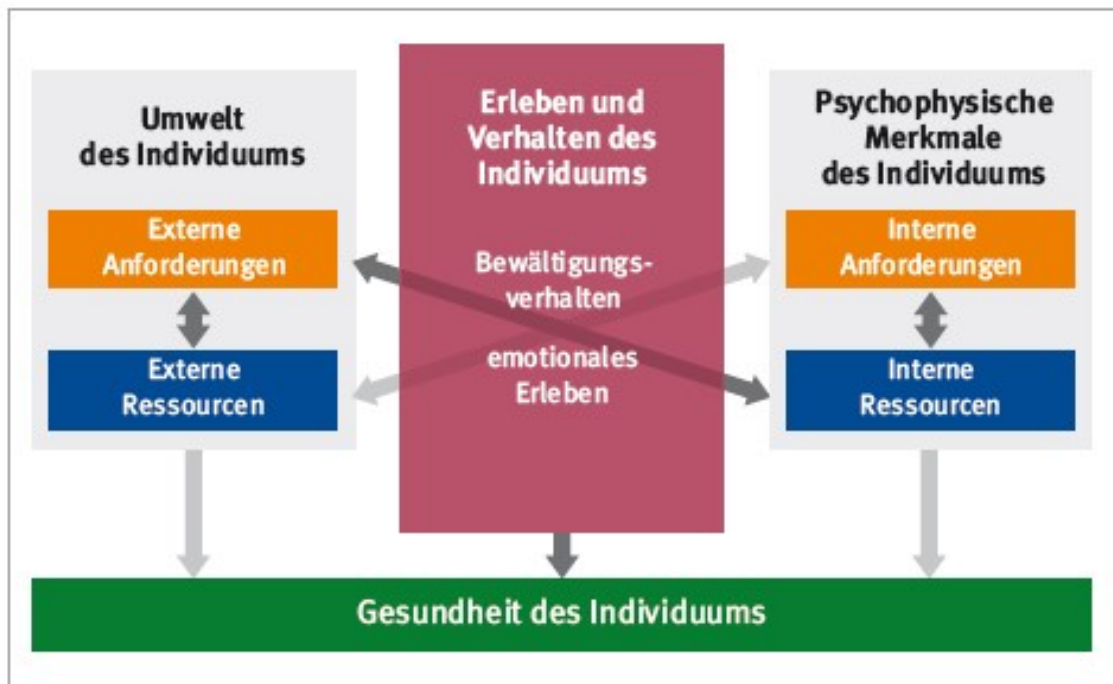 Umwelt
des Individuums
Externe
Anforderungen
Externe
Ressourcen
Erleben und
Verhalten des
Individuums
Bewältigungs-
verhalten
emotionales
Erleben
Psychophysische
Merkmale
des Individuums
Interne
Anforderungen
Interne
Ressourcen
Gesundheit des Individuums